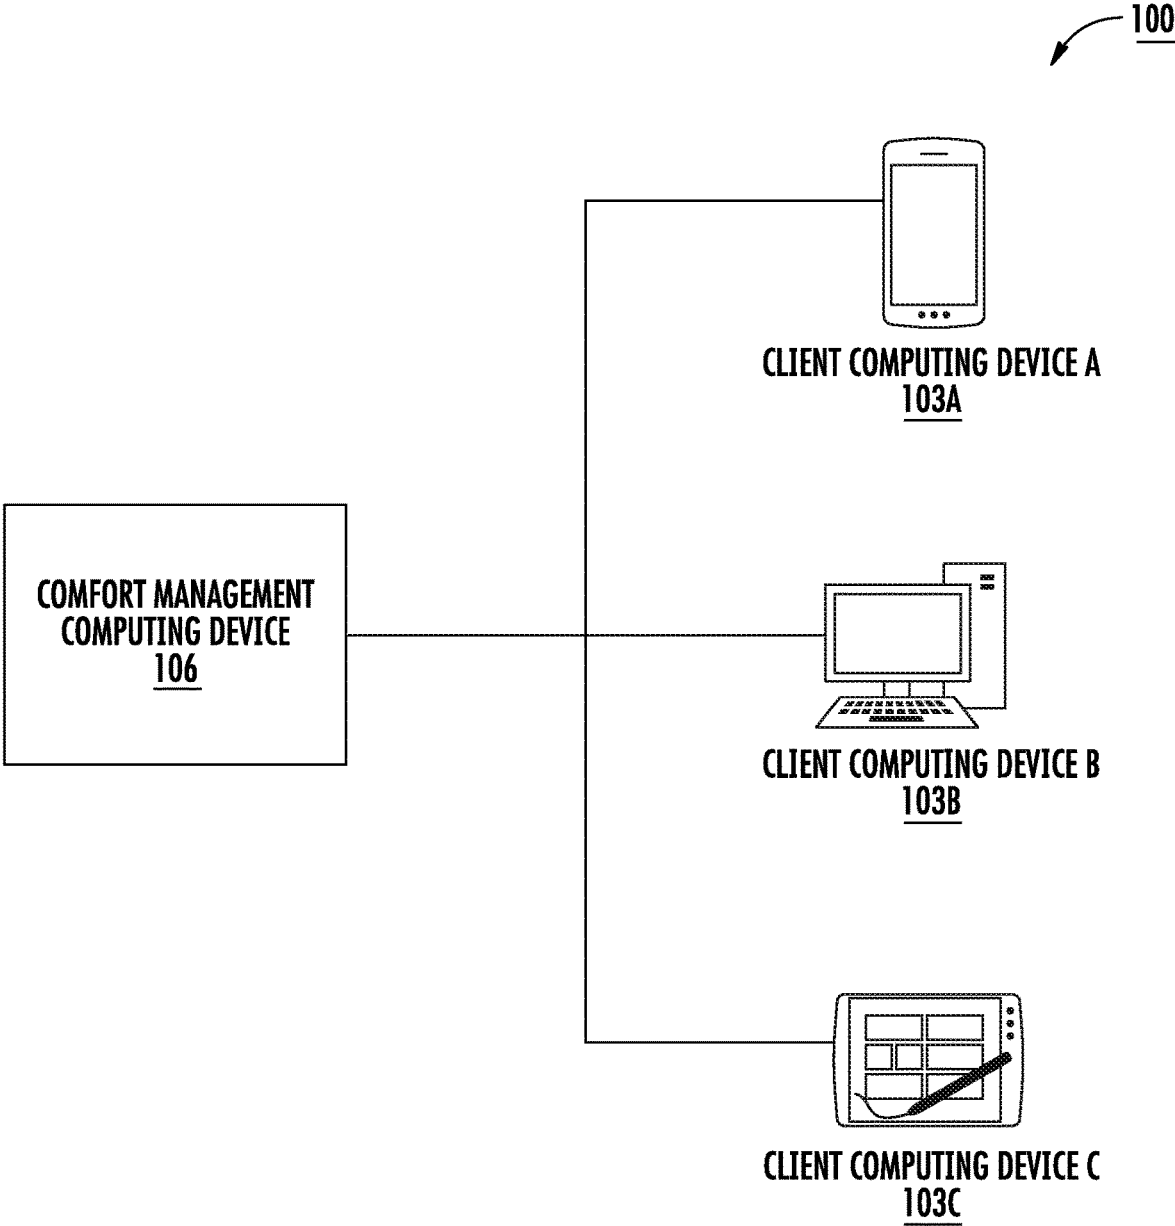 100
CLIENT COMPUTING DEVICE A
103A
COMFORT MANAGEMENT
COMPUTING DEVICE
106
CLIENT COMPUTING DEVICE B
103B
CLIENT COMPUTING DEVICE C
103C